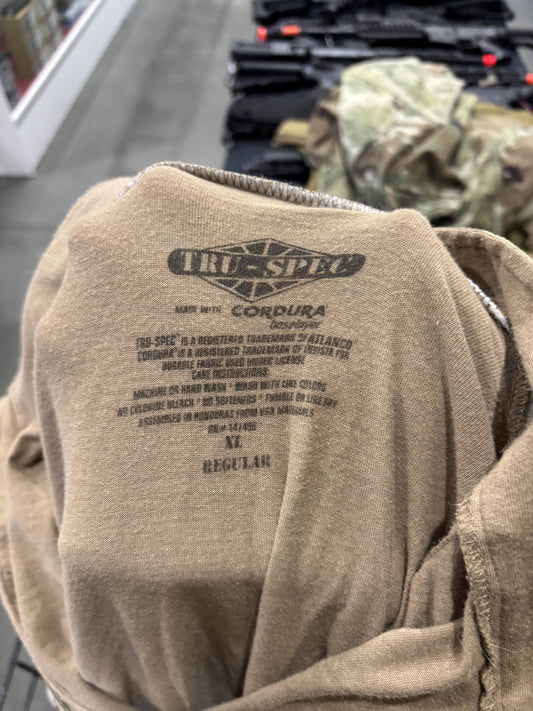 TRU-SPEC®
MADE WITH CORDURA
baselayer
TRU-SPEC® IS A REGISTERED TRADEMARK OF ATLANCO
CORDURA® IS A REGISTERED TRADEMARK OF INVISTA FOR
DURABLE FABRIC USED UNDER LICENSE
CARE INSTRUCTIONS
MACHINE OR HAND WASH * WASH WITH LIKE COLORS
NO CHLORINE BLEACH * NO SOFTENERS * TUMBLE OR LINE DRY
ASSEMBLED IN HONDURAS FROM USA MATERIALS
RN# 147496
XL
REGULAR